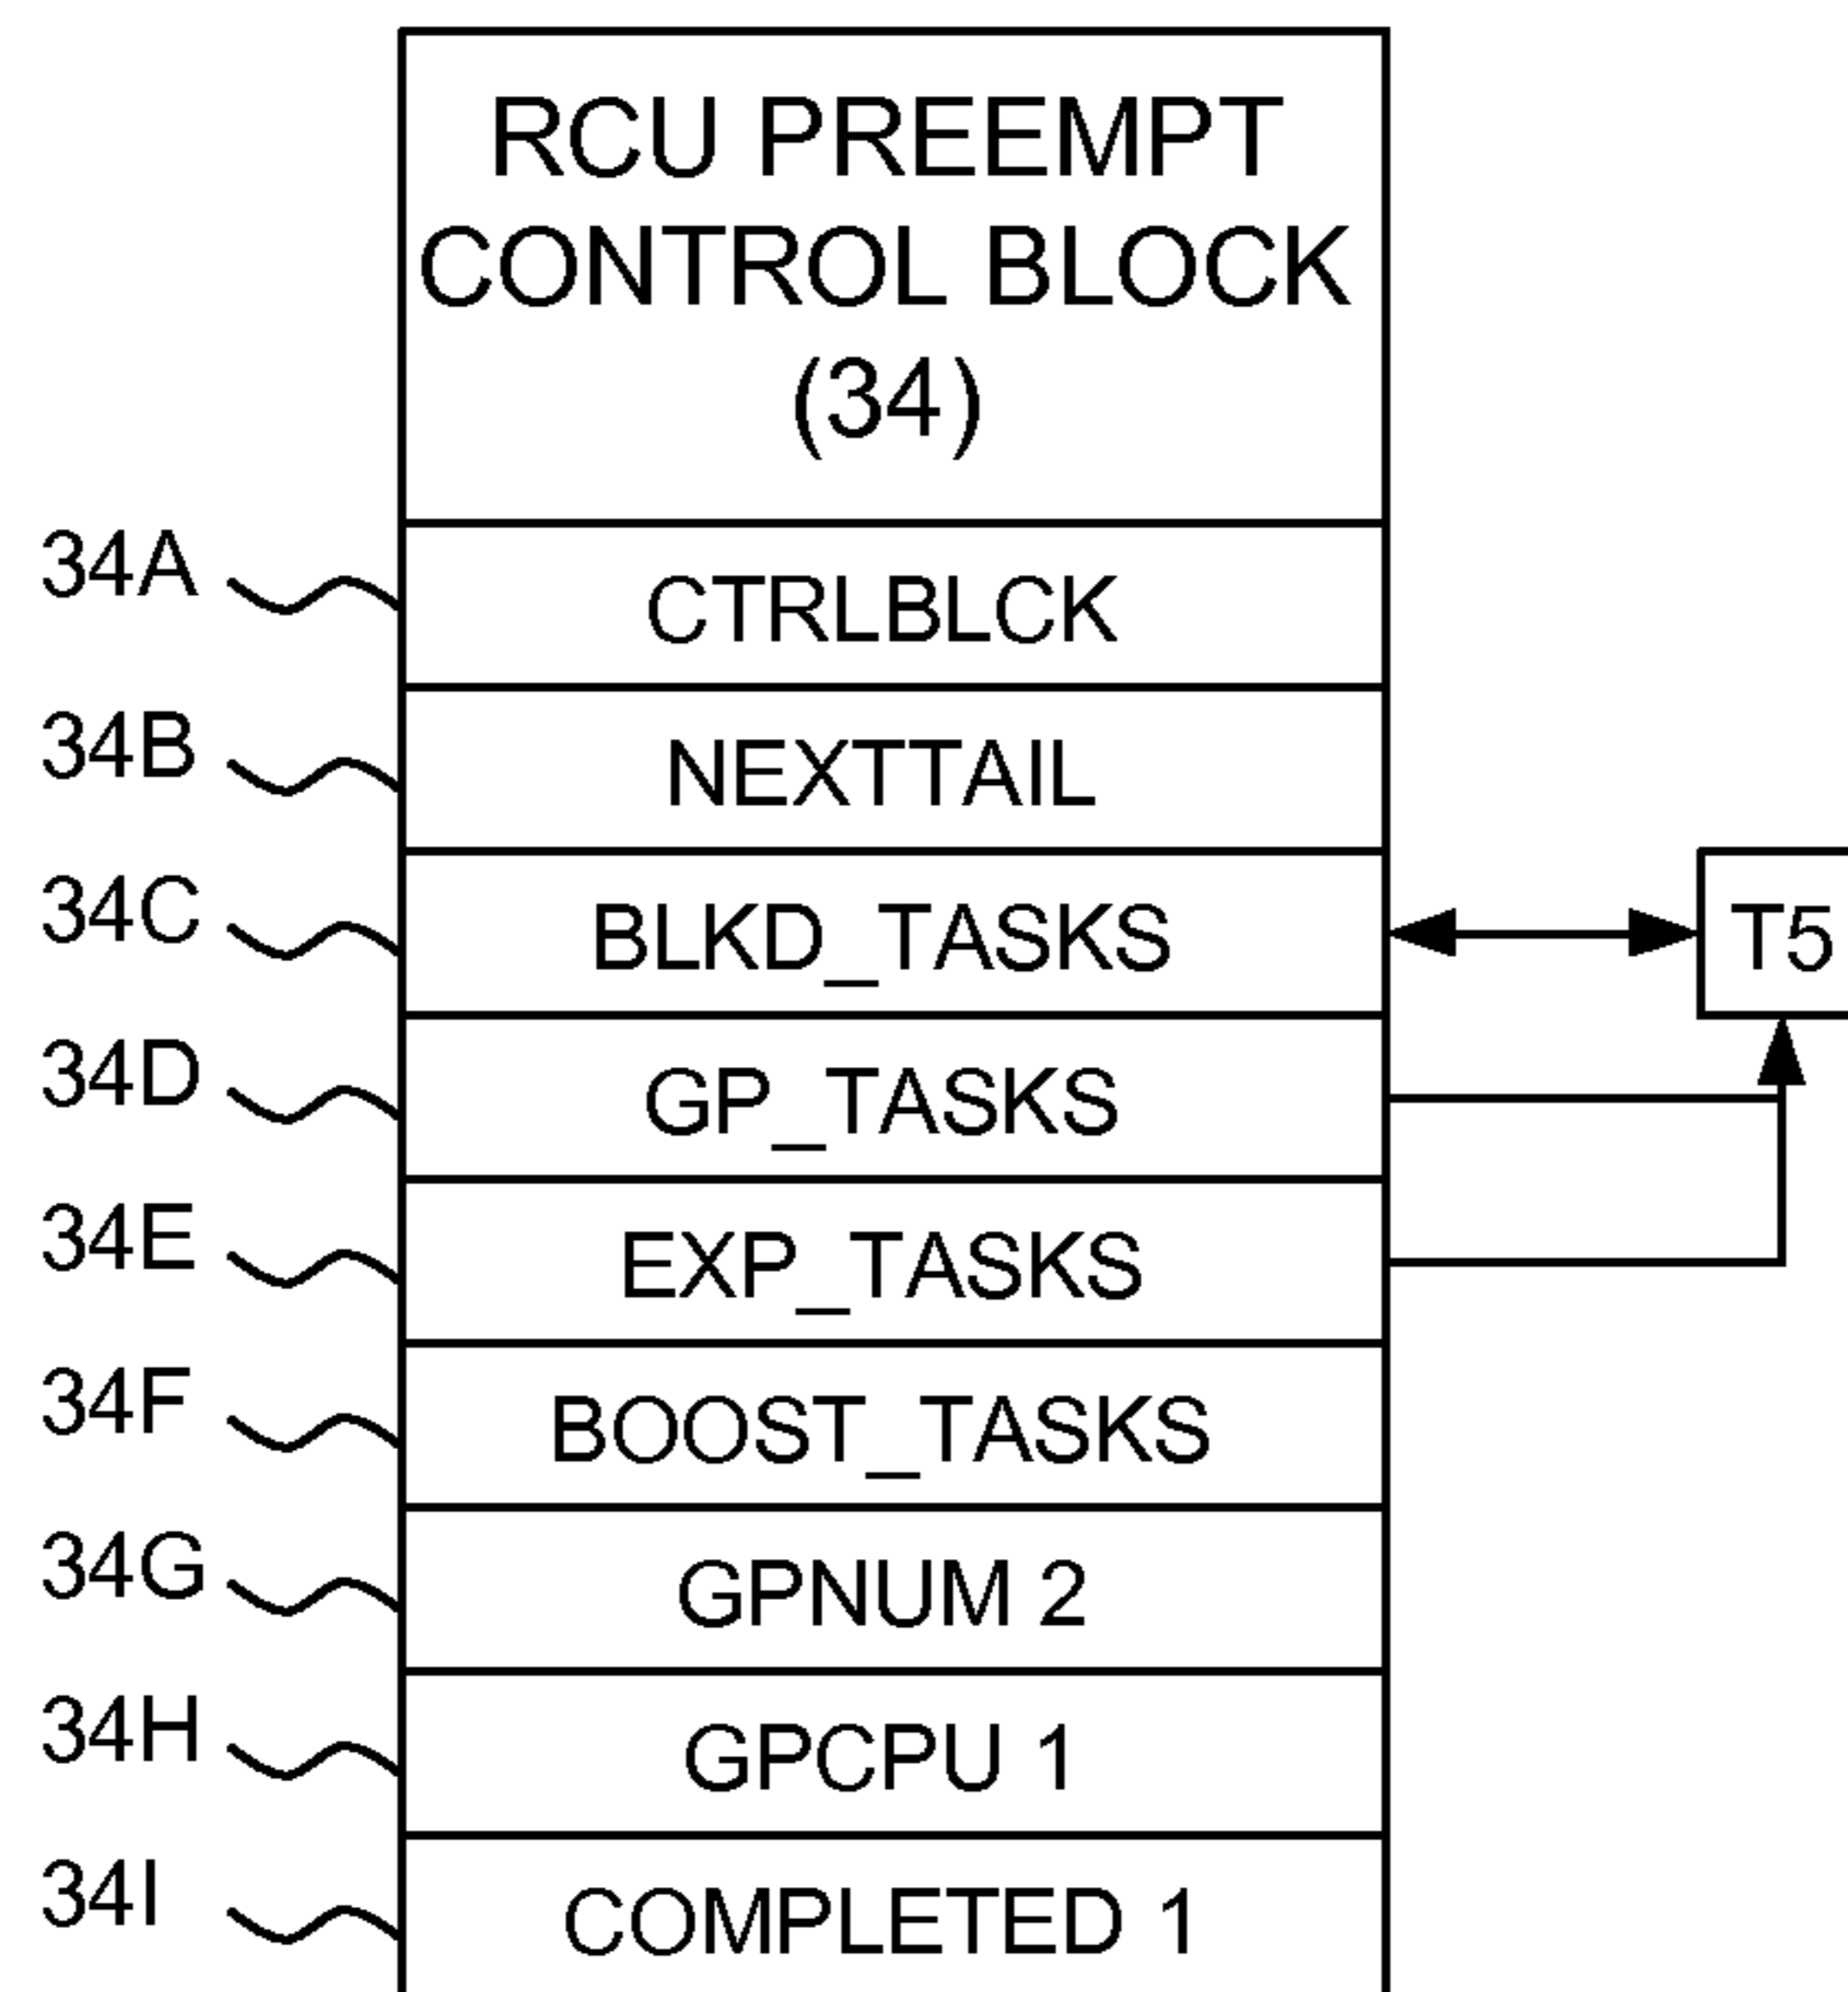 RCU PREEMPT
CONTROL BLOCK
(34)
34A CTRLBLCK
34B NEXTTAIL
34C BLKD_TASKS T5
34D GP_TASKS
34E EXP_TASKS
34F BOOST_TASKS
34G GPNUM 2
34H GPCPU 1
34I COMPLETED 1